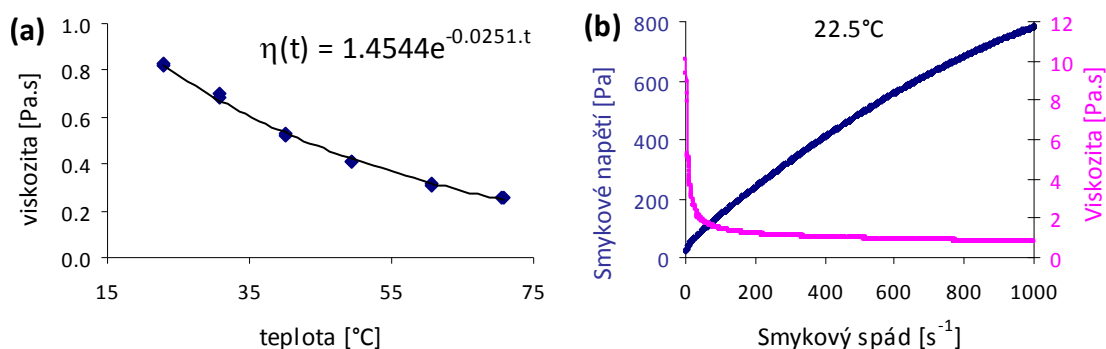 (a)
η(t) = 1.4544e^-0.0251.t
viskozita [Pa.s]
1.0
0.8
0.6
0.4
0.2
0.0
15 35 55 75
teplota [°C]
(b)
22.5°C
Smykové napětí [Pa]
800
600
400
200
0
Viskozita [Pa.s]
12
10
8
6
4
2
0
0 200 400 600 800 1000
Smykový spád [s^-1]